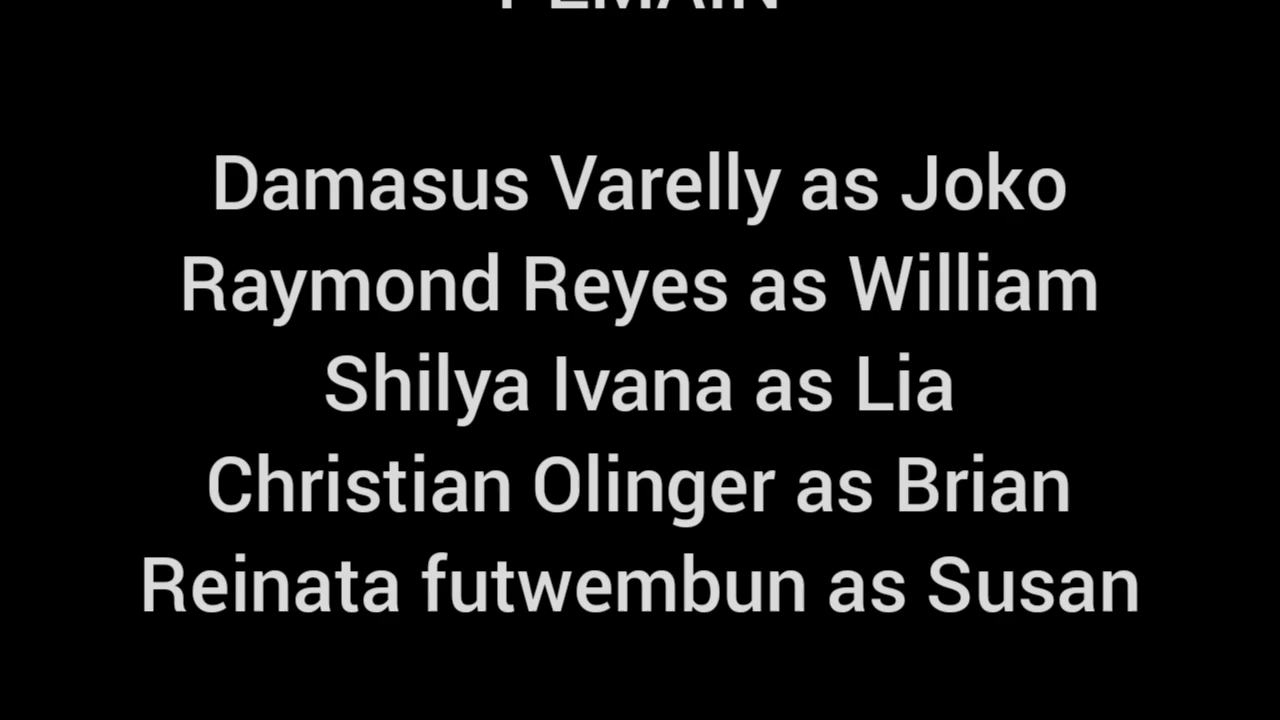 PEMAIN
Damasus Varelly as Joko
Raymond Reyes as William
Shilya Ivana as Lia
Christian Olinger as Brian
Reinata futwembun as Susan